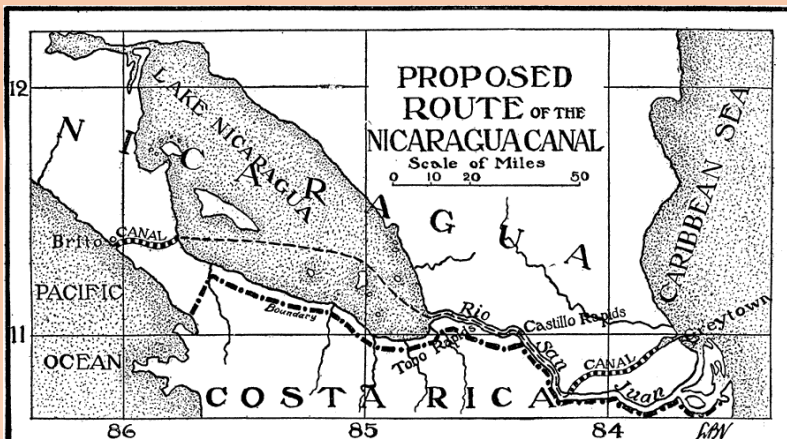 PROPOSED
ROUTE OF THE
NICARAGUA CANAL
Scale of Miles
0 10 20 50
12
11
LAKE NICARAGUA
NICARAGUA
CARIBBEAN SEA
Brito
CANAL
PACIFIC
OCEAN
Boundary
Rio
San
Juan
Castillo Rapids
Toro Rapids
Greytown
CANAL
COSTA RICA
86 85 84